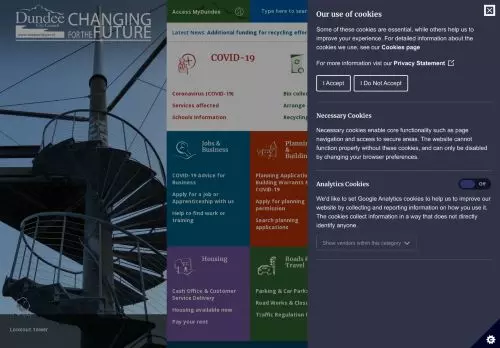 Dundee
City Council
CHANGING
FOR THE FUTURE
Lookout Tower
Access MyDundee
Type here to sear
Latest News: Additional funding for recycling effor
COVID-19
Coronavirus (COVID-19)
Services affected
Schools Information
Bin coll
Arrange
Recycling
Jobs &
Business
COVID-19 Advice for
Business
Apply for a job or
Apprenticeship with us
Help to find work or
training
Plannin
&
Building
Planning Application
Building Warrants &
COVID-19
Apply for planning
permission
Search planning
applications
Housing
Cash Office & Customer
Service Delivery
Housing available now
Pay your rent
Roads &
Travel
Parking & Car Parks
Road Works & Closu
Traffic Regulation O
Our use of cookies
Some of these cookies are essential, while others help us
to improve your experience. For detailed information about the
cookies we use, see our Cookies page
For more information visit our Privacy Statement
I Accept
I Do Not Accept
Necessary Cookies
Necessary cookies enable core functionality such as page
navigation and access to secure areas. The website cannot
function properly without these cookies, and can only be disabled
by changing your browser preferences.
Analytics Cookies
Off
We'd like to set Google Analytics cookies to help us to improve our
website by collecting and reporting information on how you use it.
The cookies collect information in a way that does not directly
identify anyone.
Show vendors within this category